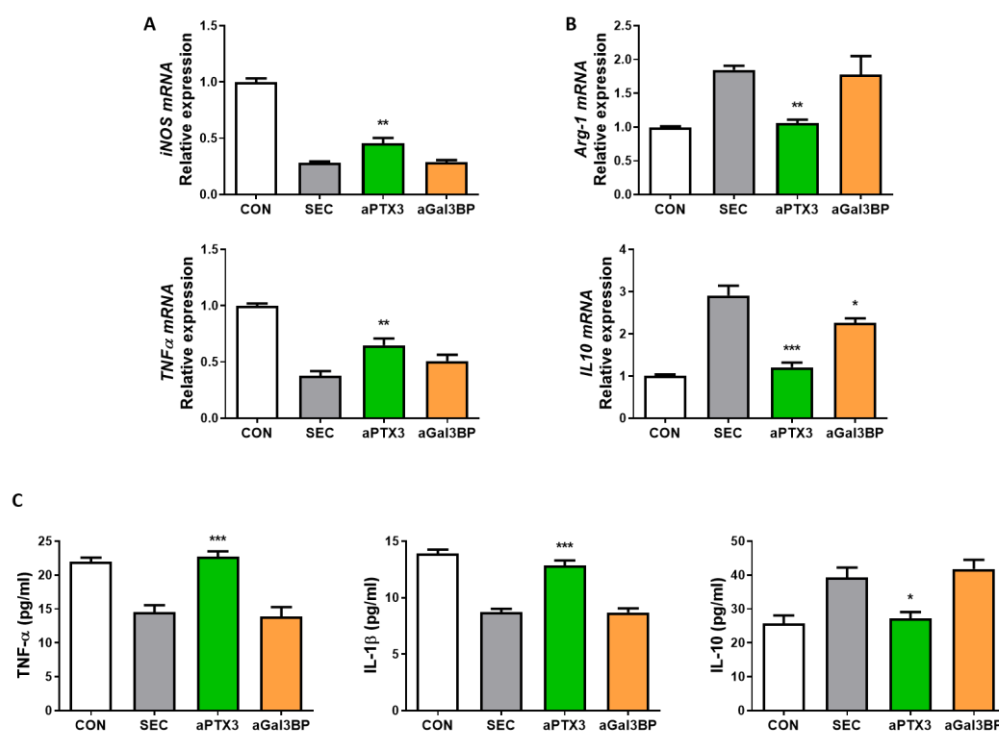 A
iNOS mRNA
Relative expression
1.5
1.0
0.5
0.0
**
CON SEC aPTX3 aGal3BP
B
Arg-1 mRNA
Relative expression
2.5
2.0
1.5
1.0
0.5
0.0
**
CON SEC aPTX3 aGal3BP
TNFα mRNA
Relative expression
1.5
1.0
0.5
0.0
**
CON SEC aPTX3 aGal3BP
IL10 mRNA
Relative expression
4
3
2
1
0
***
*
CON SEC aPTX3 aGal3BP
C
TNF-α (pg/ml)
25
20
15
10
5
0
***
CON SEC aPTX3 aGal3BP
IL-1β (pg/ml)
15
10
5
0
***
CON SEC aPTX3 aGal3BP
IL-10 (pg/ml)
50
40
30
20
10
0
*
CON SEC aPTX3 aGal3BP